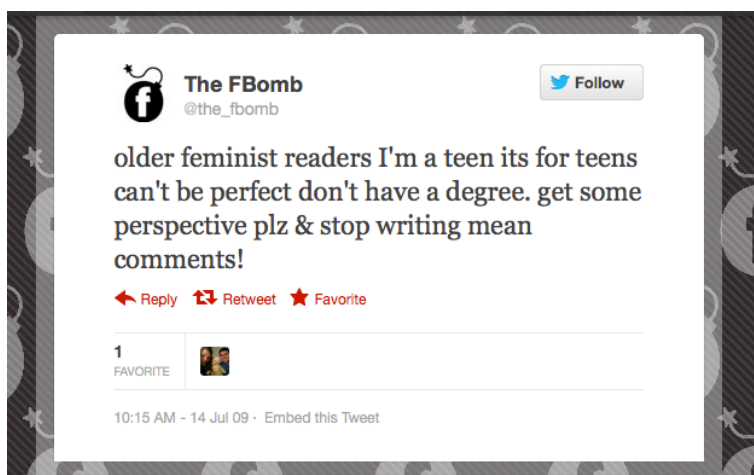 The FBomb
@the_fbomb
Follow
older feminist readers I'm a teen its for teens
can't be perfect don't have a degree. get some
perspective plz & stop writing mean
comments!
Reply Retweet Favorite
1
FAVORITE
10:15 AM - 14 Jul 09 · Embed this Tweet